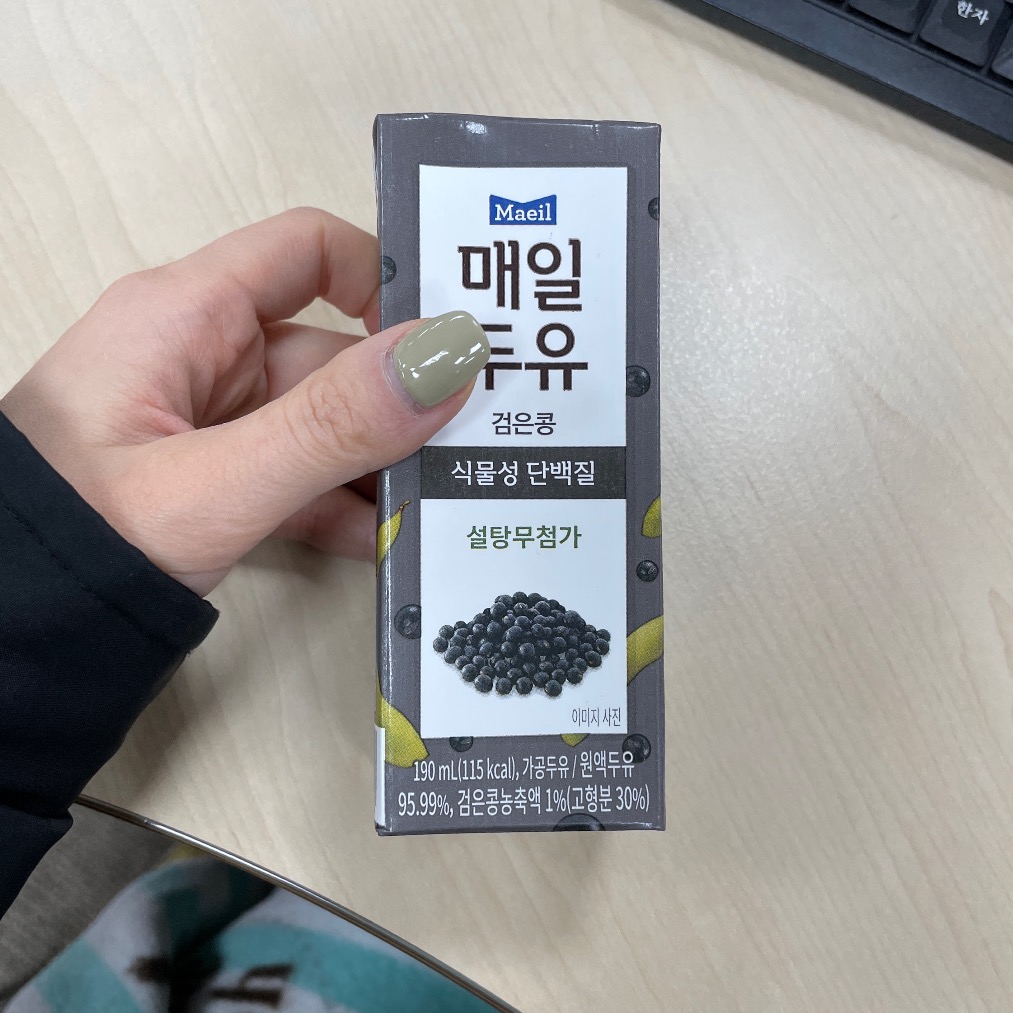 한자
Maeil
매일
두유
검은콩
식물성 단백질
설탕무첨가
이미지 사진
190 mL(115 kcal), 가공두유 / 원액두유
95.99%, 검은콩농축액 1%(고형분 30%)